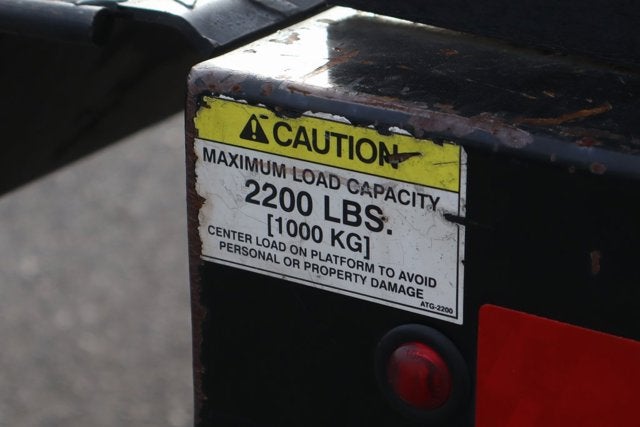 CAUTION
MAXIMUM LOAD CAPACITY
2200 LBS.
[1000 KG]
CENTER LOAD ON PLATFORM TO AVOID
PERSONAL OR PROPERTY DAMAGE
ATG-2200